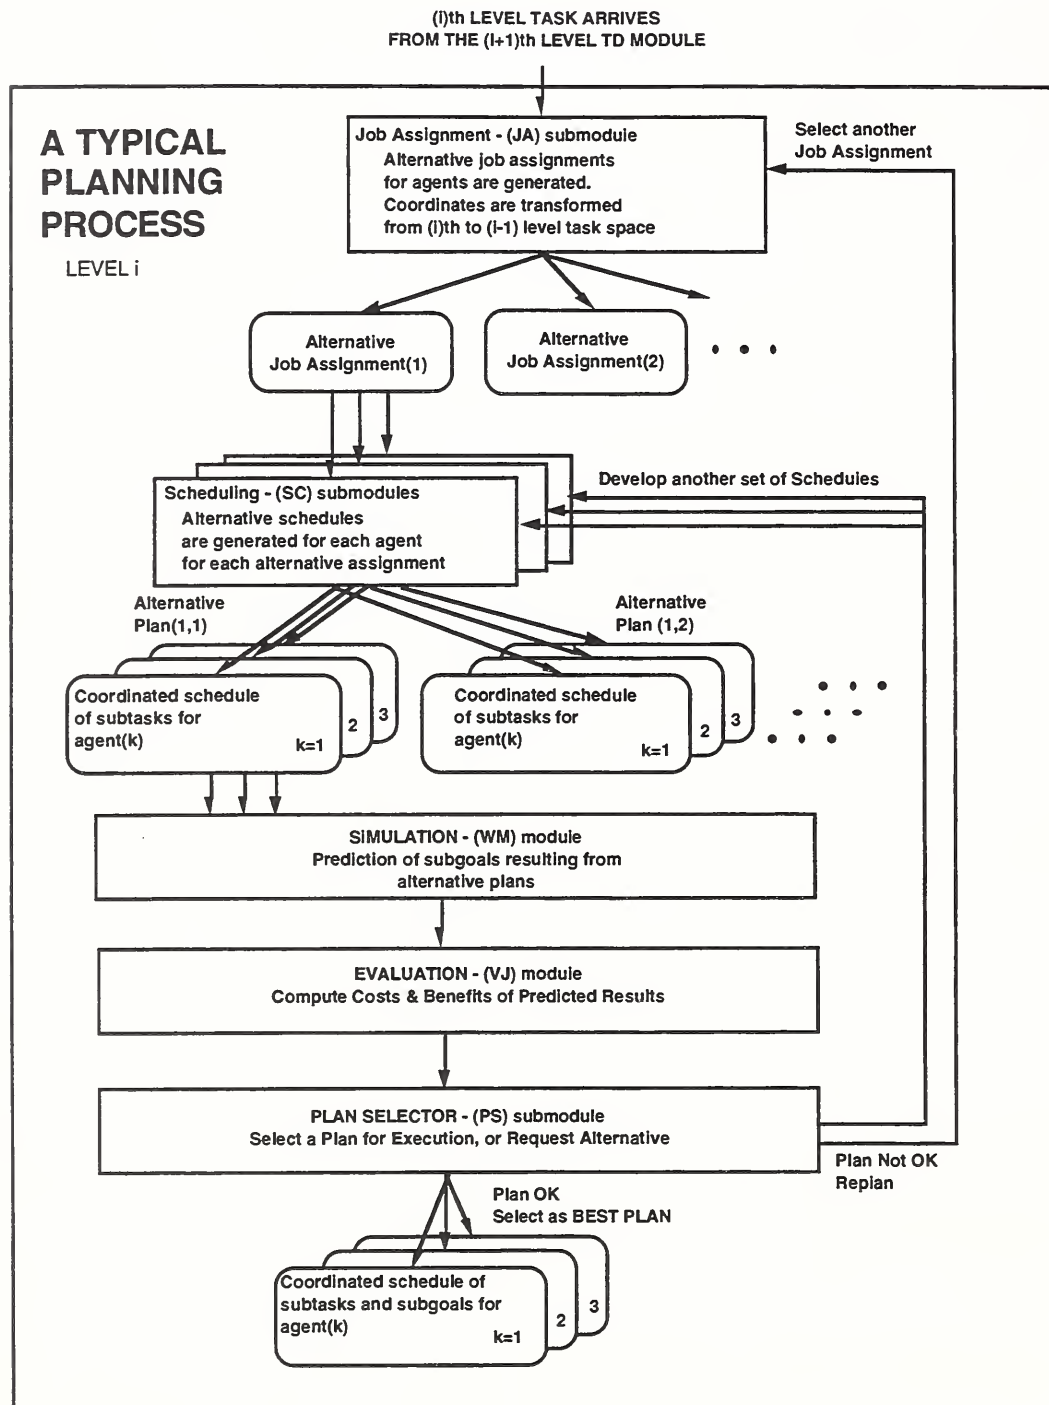 (i)th LEVEL TASK ARRIVES
FROM THE (i+1)th LEVEL TD MODULE
A TYPICAL
PLANNING
PROCESS
LEVEL i
Job Assignment - (JA) submodule
Alternative job assignments
for agents are generated.
Coordinates are transformed
from (i)th to (i-1) level task space
Select another
Job Assignment
Alternative
Job Assignment(1)
Alternative
Job Assignment(2)
Develop another set of Schedules
Scheduling - (SC) submodules
Alternative schedules
are generated for each agent
for each alternative assignment
Alternative
Plan(1,1)
Alternative
Plan (1,2)
Coordinated schedule
of subtasks for
agent(k)
k=1
2
3
Coordinated schedule
of subtasks for
agent(k)
k=1
2
3
SIMULATION - (WM) module
Prediction of subgoals resulting from
alternative plans
EVALUATION - (VJ) module
Compute Costs & Benefits of Predicted Results
PLAN SELECTOR - (PS) submodule
Select a Plan for Execution, or Request Alternative
Plan Not OK
Replan
Plan OK
Select as BEST PLAN
Coordinated schedule of
subtasks and subgoals for
agent(k)
k=1
2
3